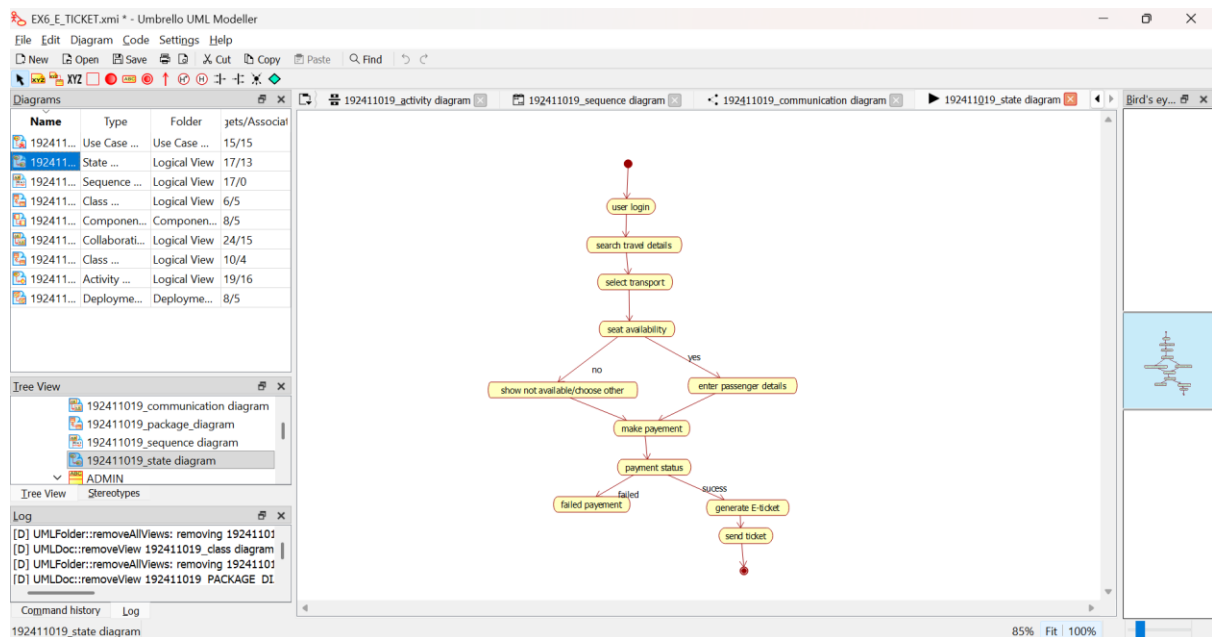 EX6_E_TICKET.xmi * - Umbrello UML Modeller
File Edit Diagram Code Settings Help
New Open Save Cut Copy Paste Find
XYZ
Diagrams
192411019_activity diagram 192411019_sequence diagram 192411019_communication diagram 192411019_state diagram Bird's ey...
Name Type Folder gets/Associat
192411... Use Case ... Use Case ... 15/15
192411... State ... Logical View 17/13
192411... Sequence ... Logical View 17/0
192411... Class ... Logical View 6/5
192411... Componen... Componen... 8/5
192411... Collaborati... Logical View 24/15
192411... Class ... Logical View 10/4
192411... Activity ... Logical View 19/16
192411... Deployme... Deployme... 8/5
Tree View
192411019_communication diagram
192411019_package_diagram
192411019_sequence diagram
192411019_state diagram
ADMIN
Tree View Stereotypes
Log
[D] UMLFolder::removeAllViews: removing 19241101
[D] UMLDoc::removeView 192411019_class diagram
[D] UMLFolder::removeAllViews: removing 19241101
[D] UMLDoc::removeView 192411019 PACKAGE DI
Command history Log
192411019_state diagram
user login
search travel details
select transport
seat availability
no
yes
show not available/choose other
enter passenger details
make payement
payment status
failed
sucess
failed payement
generate E-ticket
send ticket
85% Fit 100%